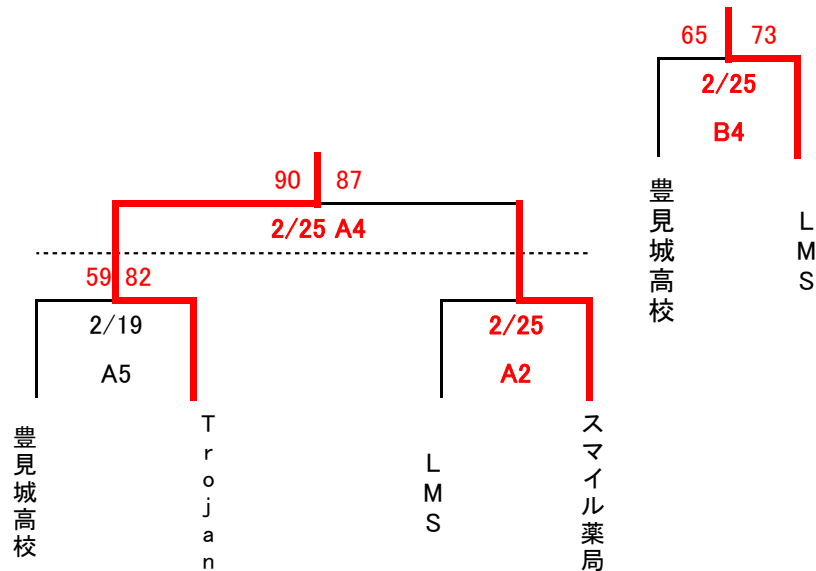 65 73
2/25
B4
豊見城高校
LMS
90 87
2/25 A4
59 82
2/19
A5
2/25
A2
豊見城高校
Trojan
LMS
スマイル薬局